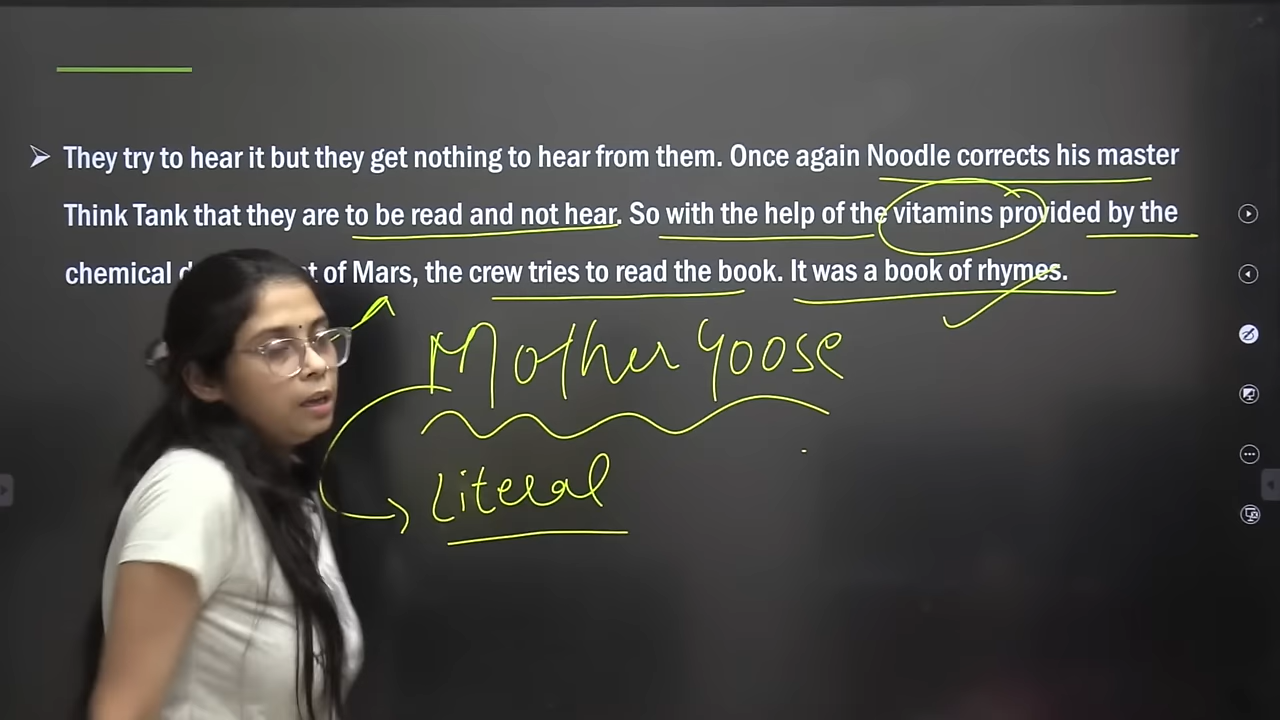 They try to hear it but they get nothing to hear from them. Once again Noodle corrects his master
Think Tank that they are to be read and not hear. So with the help of the vitamins provided by the
chemical of Mars, the crew tries to read the book. It was a book of rhymes.
Mother Goose
Literal